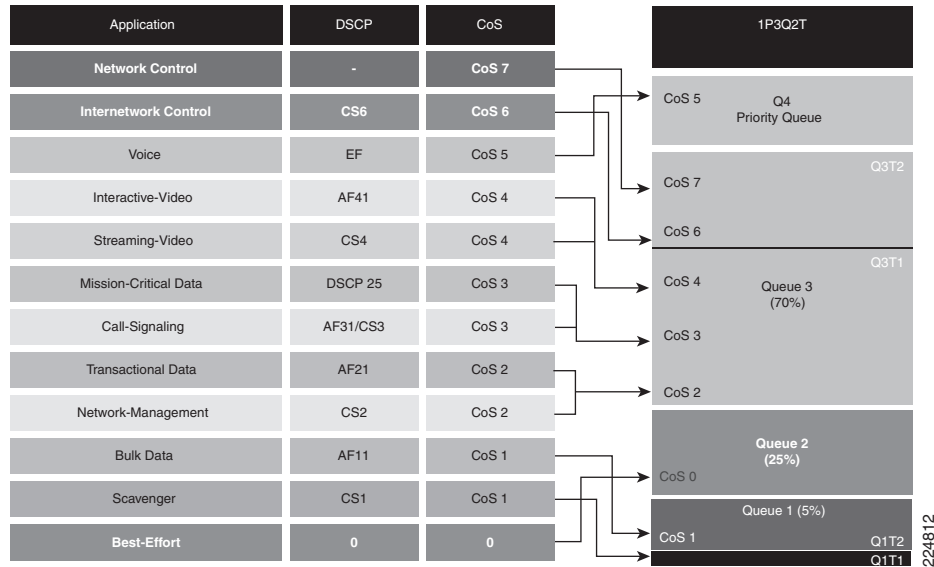 Application DSCP CoS 1P3Q2T
Network Control - CoS 7
Internetwork Control CS6 CoS 6
Voice EF CoS 5
Interactive-Video AF41 CoS 4
Streaming-Video CS4 CoS 4
Mission-Critical Data DSCP 25 CoS 3
Call-Signaling AF31/CS3 CoS 3
Transactional Data AF21 CoS 2
Network-Management CS2 CoS 2
Bulk Data AF11 CoS 1
Scavenger CS1 CoS 1
Best-Effort 0 0
CoS 5
Q4
Priority Queue
Q3T2
CoS 7
CoS 6
Q3T1
CoS 4
Queue 3
(70%)
CoS 3
CoS 2
Queue 2
(25%)
CoS 0
Queue 1 (5%)
CoS 1
Q1T2
Q1T1
224812